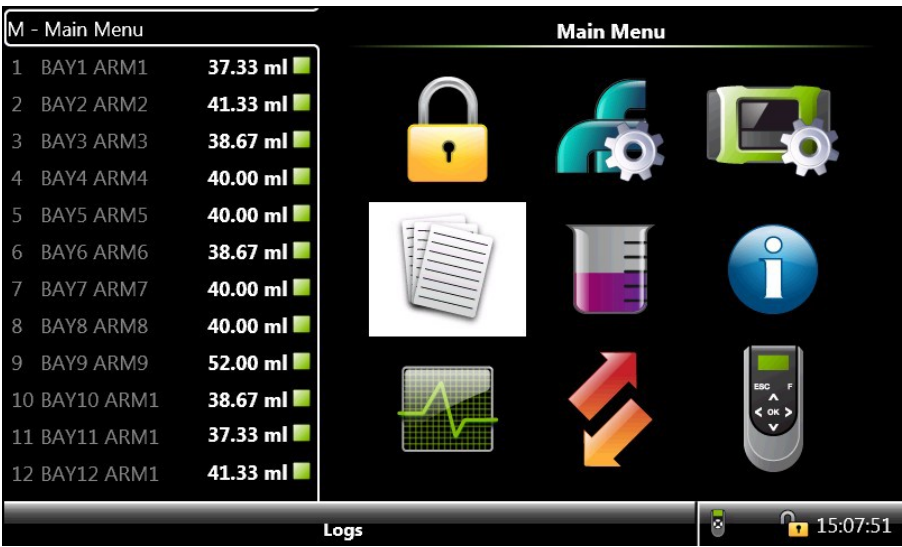 M - Main Menu
Main Menu
1 BAY1 ARM1 37.33 ml
2 BAY2 ARM2 41.33 ml
3 BAY3 ARM3 38.67 ml
4 BAY4 ARM4 40.00 ml
5 BAY5 ARM5 40.00 ml
6 BAY6 ARM6 38.67 ml
7 BAY7 ARM7 40.00 ml
8 BAY8 ARM8 40.00 ml
9 BAY9 ARM9 52.00 ml
10 BAY10 ARM1 38.67 ml
11 BAY11 ARM1 37.33 ml
12 BAY12 ARM1 41.33 ml
ESC F
OK
Logs
15:07:51